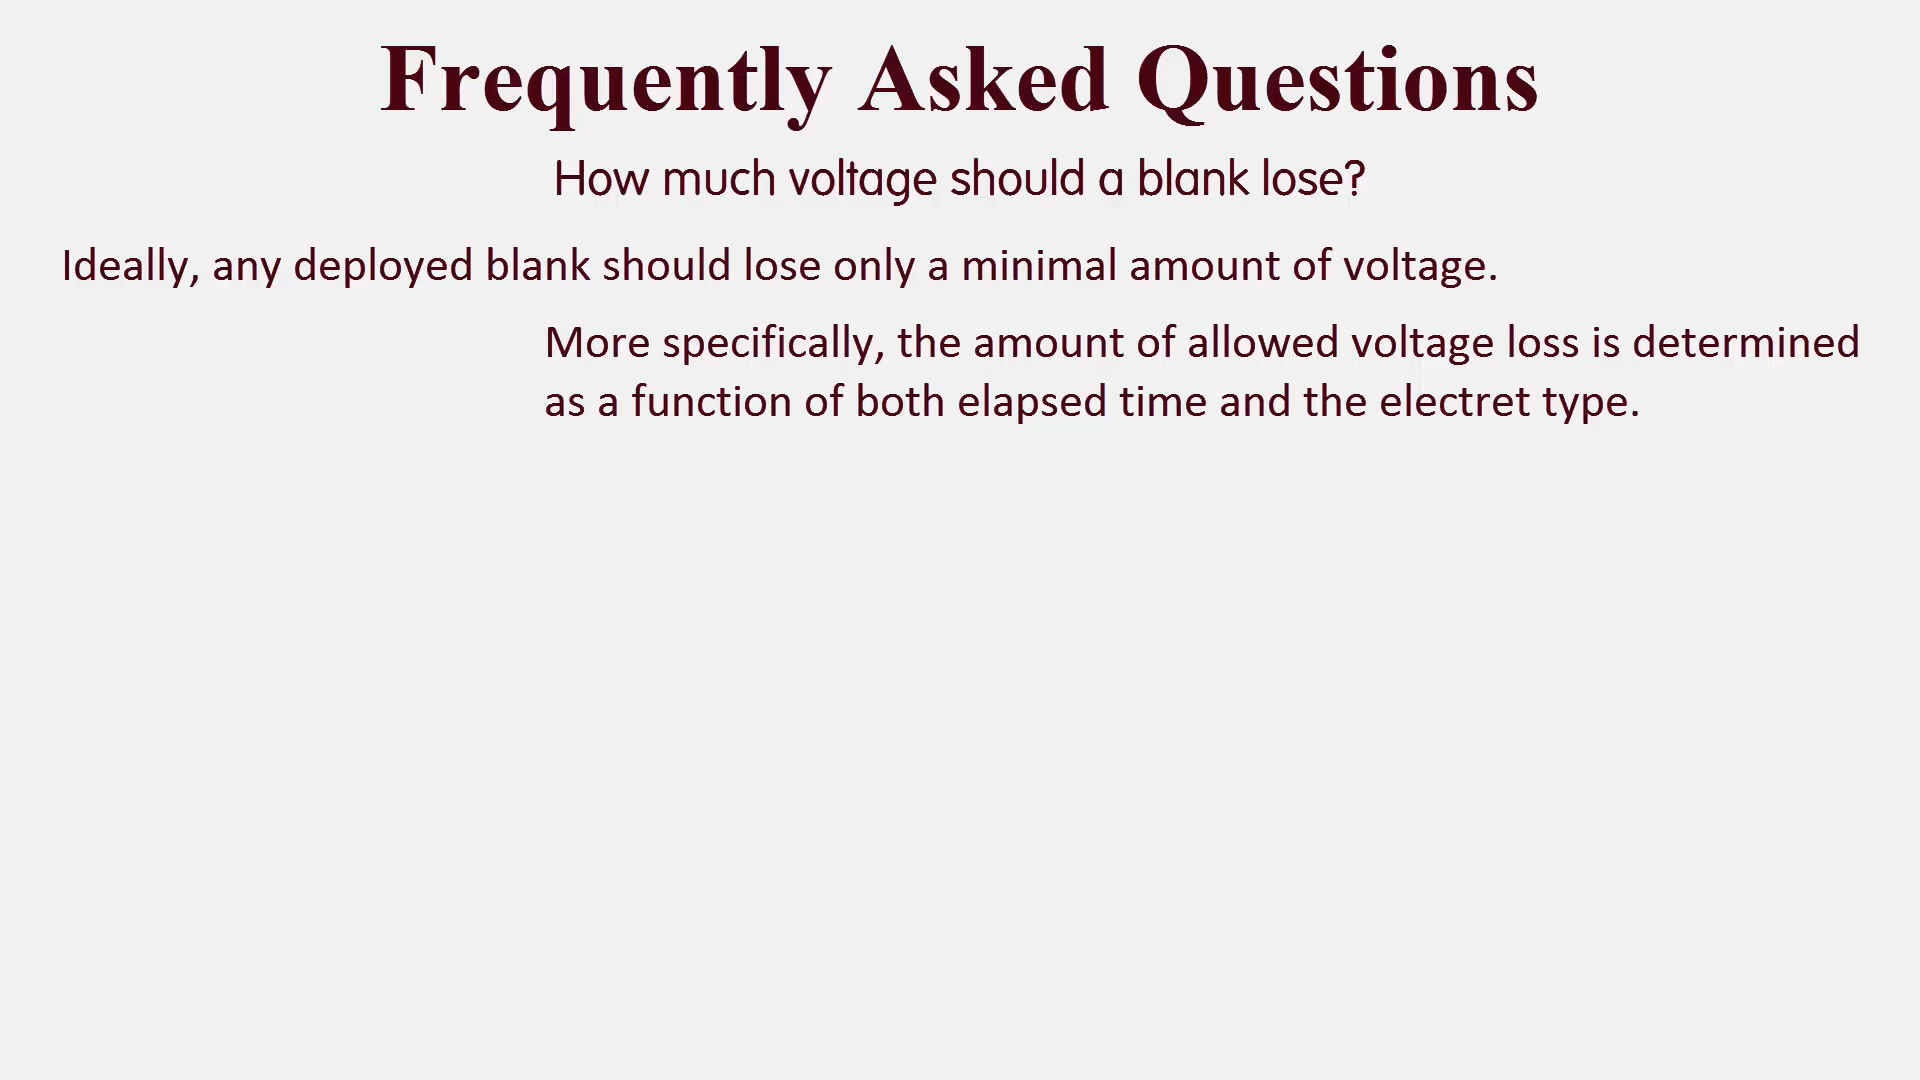 Frequently Asked Questions
How much voltage should a blank lose?
Ideally, any deployed blank should lose only a minimal amount of voltage.
More specifically, the amount of allowed voltage loss is determined
as a function of both elapsed time and the electret type.